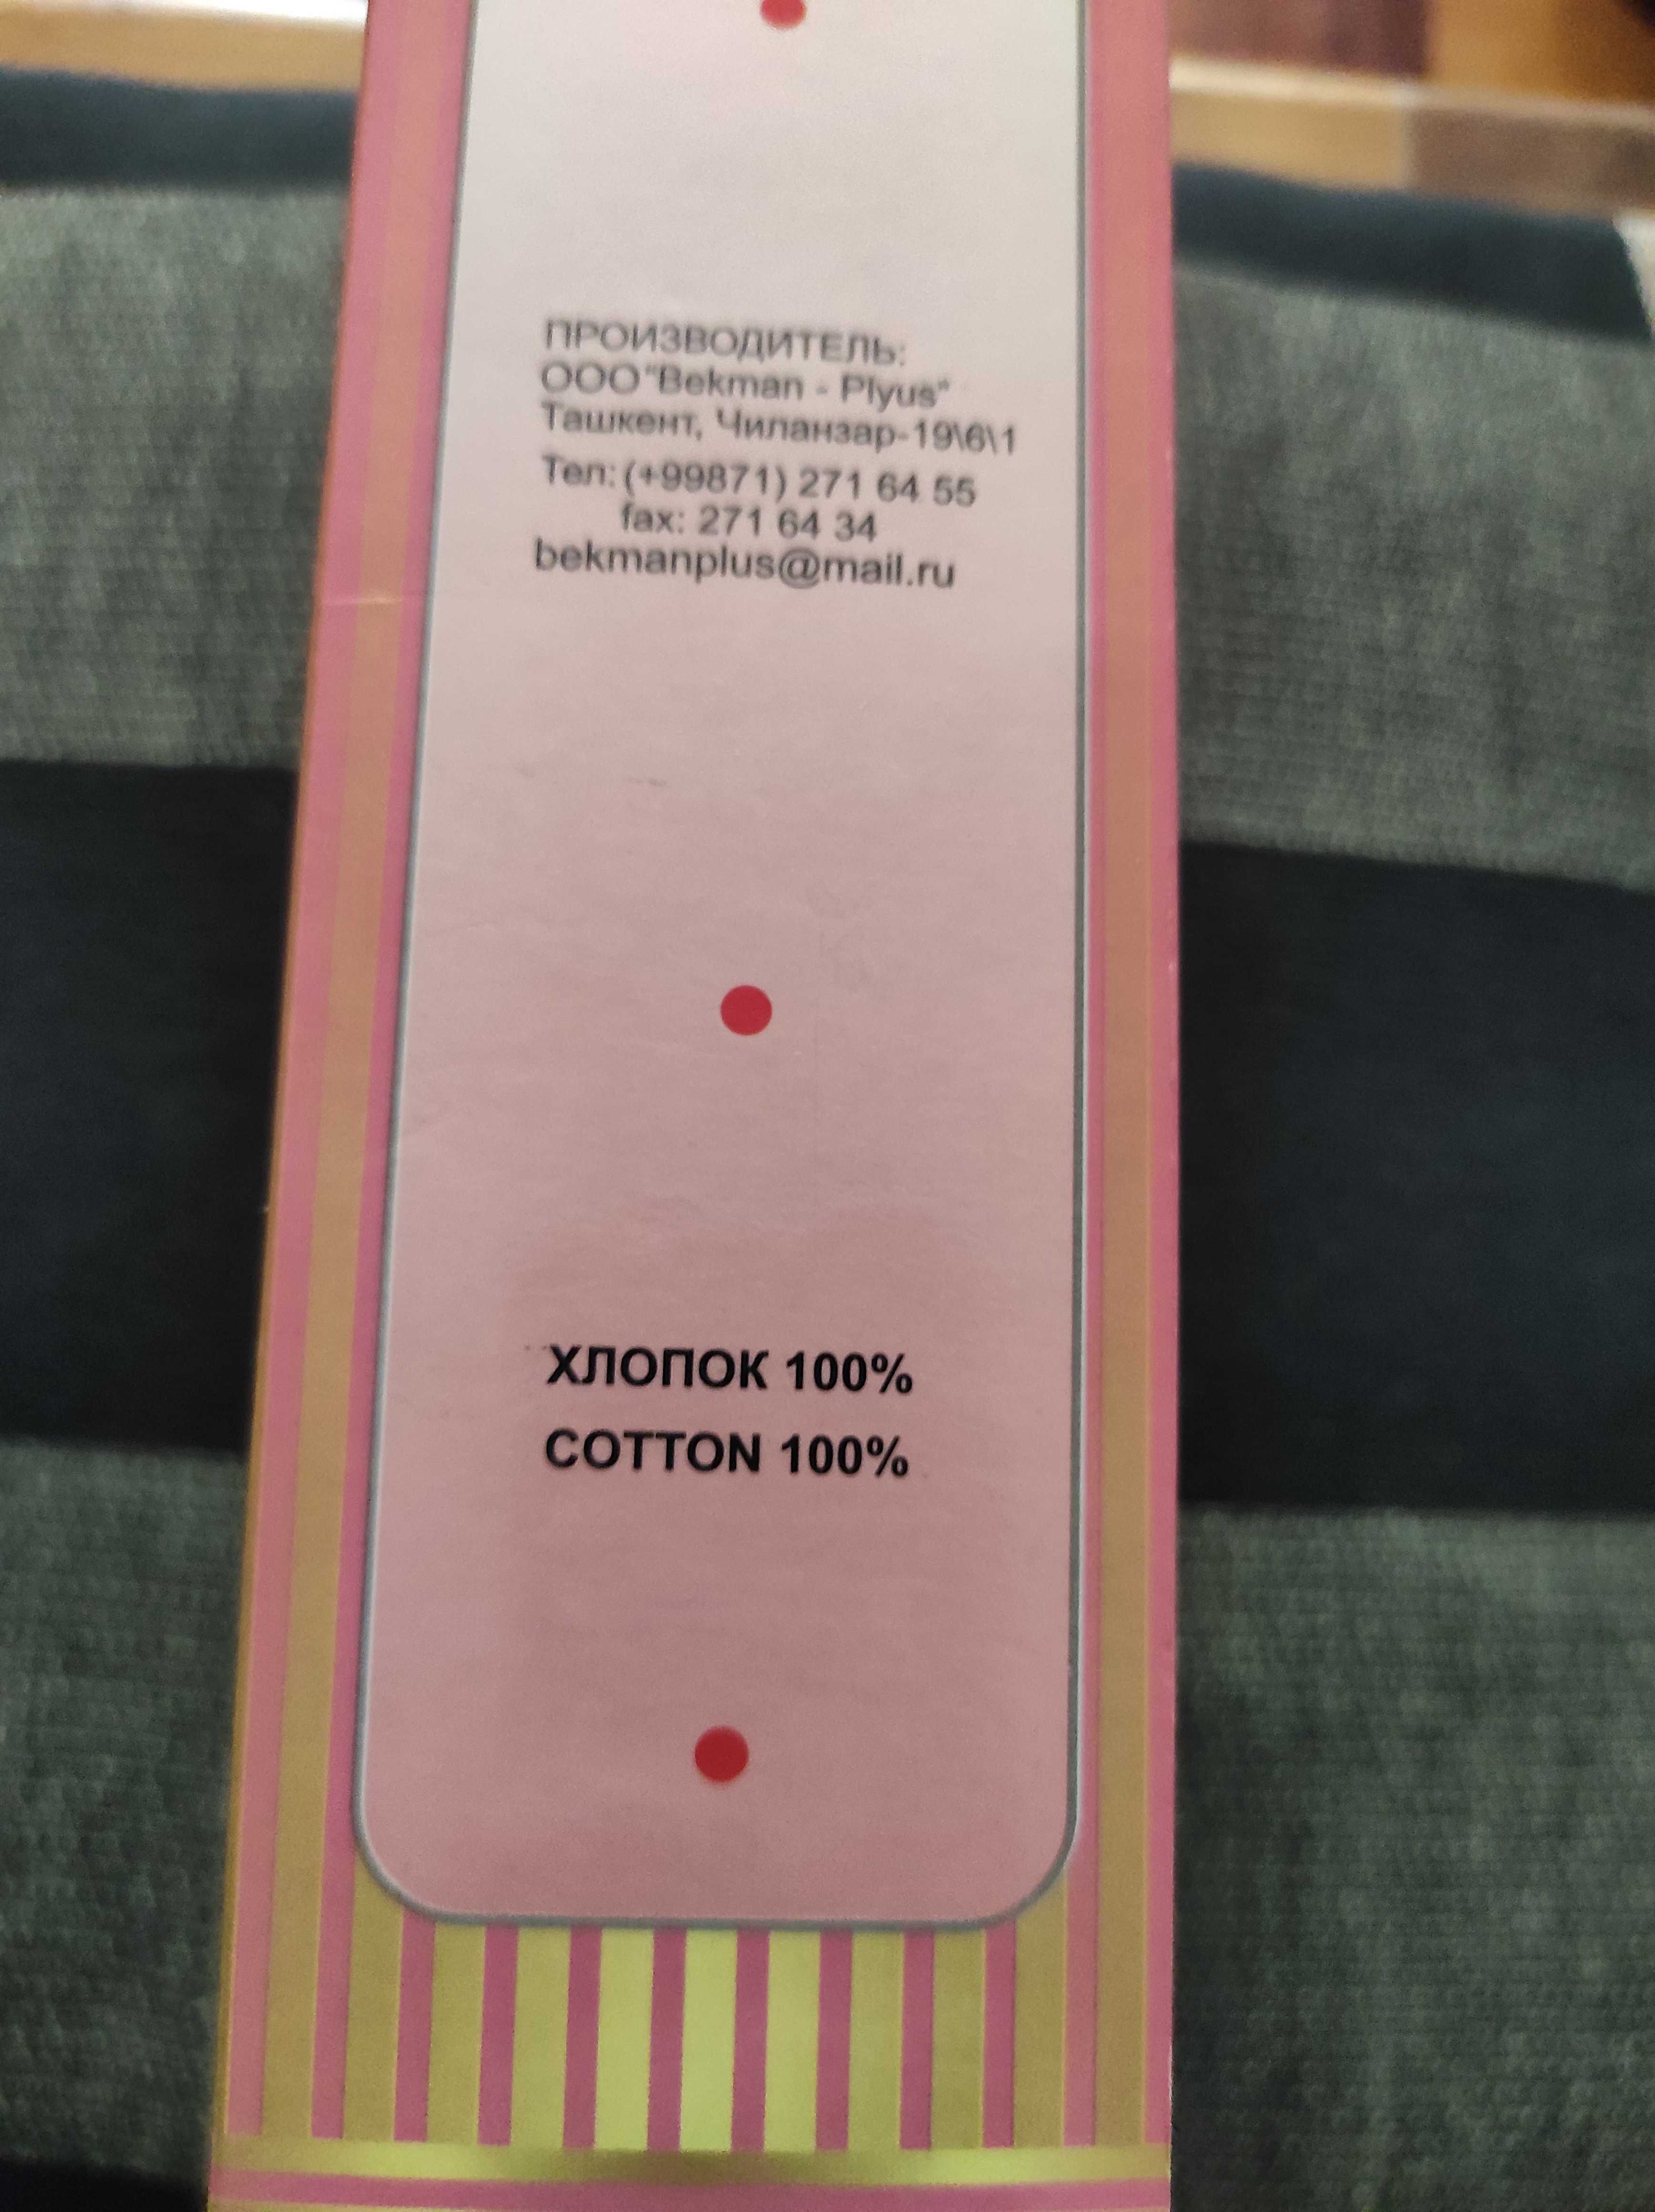 ПРОИЗВОДИТЕЛЬ:
ООО"Bekman - Plyus"
Ташкент, Чиланзар-19\6\1
Тел: (+99871) 271 64 55
fax: 271 64 34
bekmanplus@mail.ru
ХЛОПОК 100%
COTTON 100%